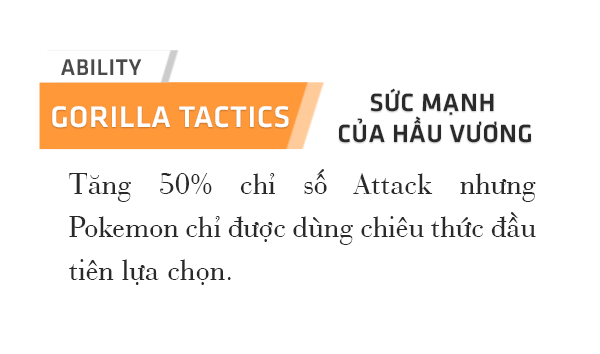 ABILITY
GORILLA TACTICS
SỨC MẠNH
CỦA HẦU VƯƠNG
Tăng 50% chỉ số Attack nhưng
Pokemon chỉ được dùng chiêu thức đầu
tiên lựa chọn.